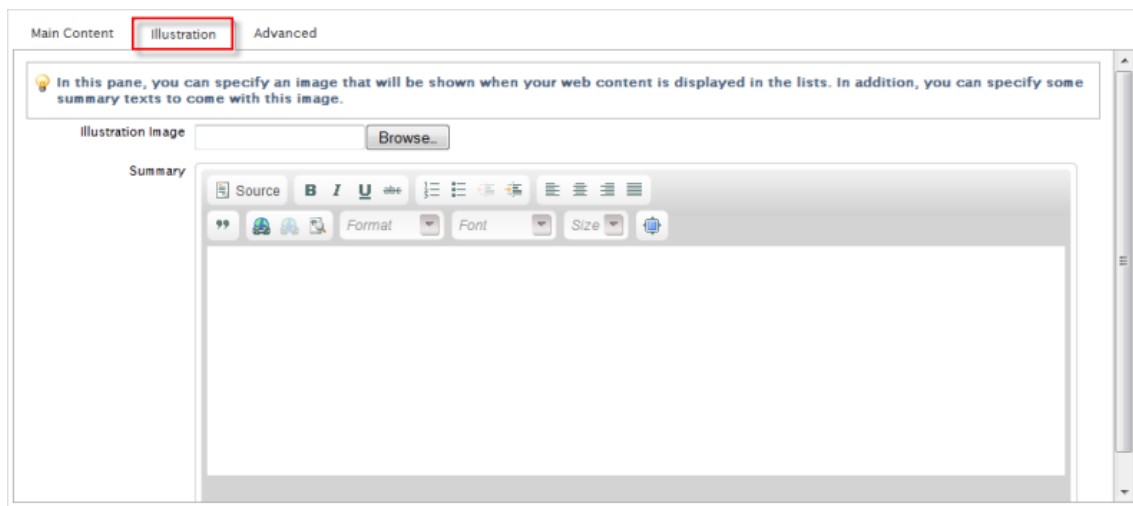 Main Content Illustration Advanced
In this pane, you can specify an image that will be shown when your web content is displayed in the lists. In addition, you can specify some
summary texts to come with this image.
Illustration Image Browse..
Summary
Source B I U abc
Format Font Size